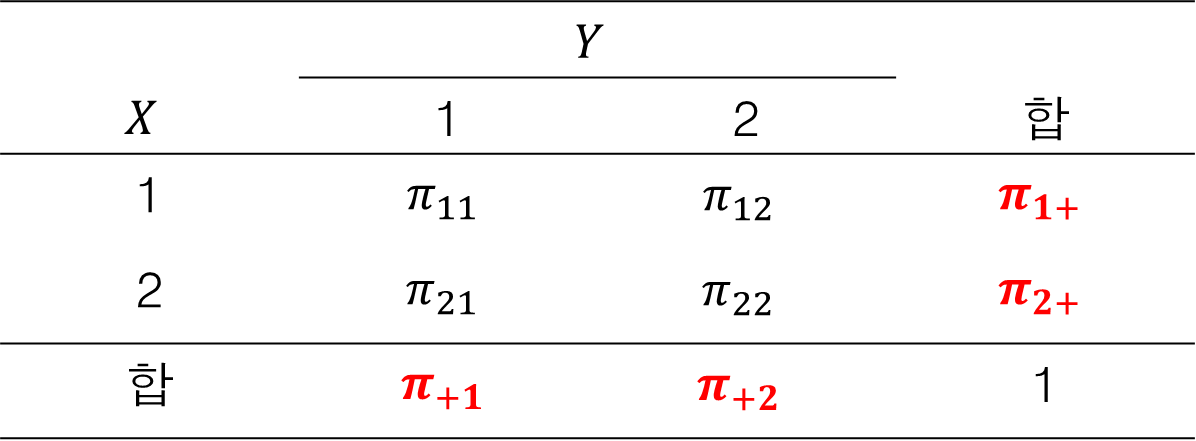 Y
X 1 2 합
1 π₁₁ π₁₂ π₁₊
2 π₂₁ π₂₂ π₂₊
합 π₊₁ π₊₂ 1